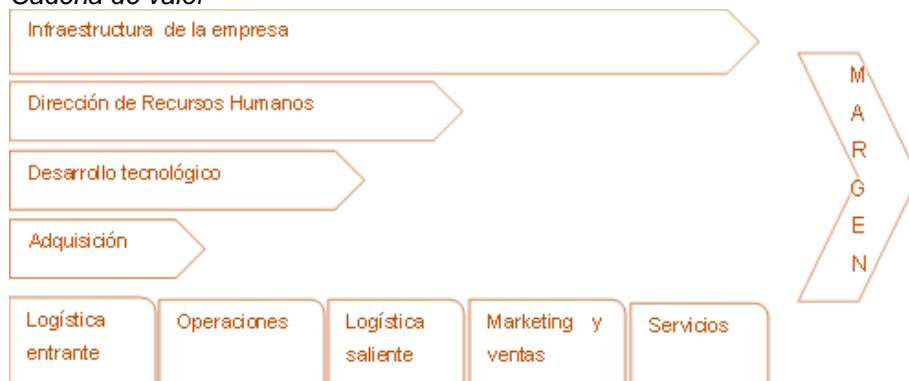 Cadena de valor
Infraestructura de la empresa
Dirección de Recursos Humanos
Desarrollo tecnológico
Adquisición
M
A
R
G
E
N
Logística entrante
Operaciones
Logística saliente
Marketing y ventas
Servicios